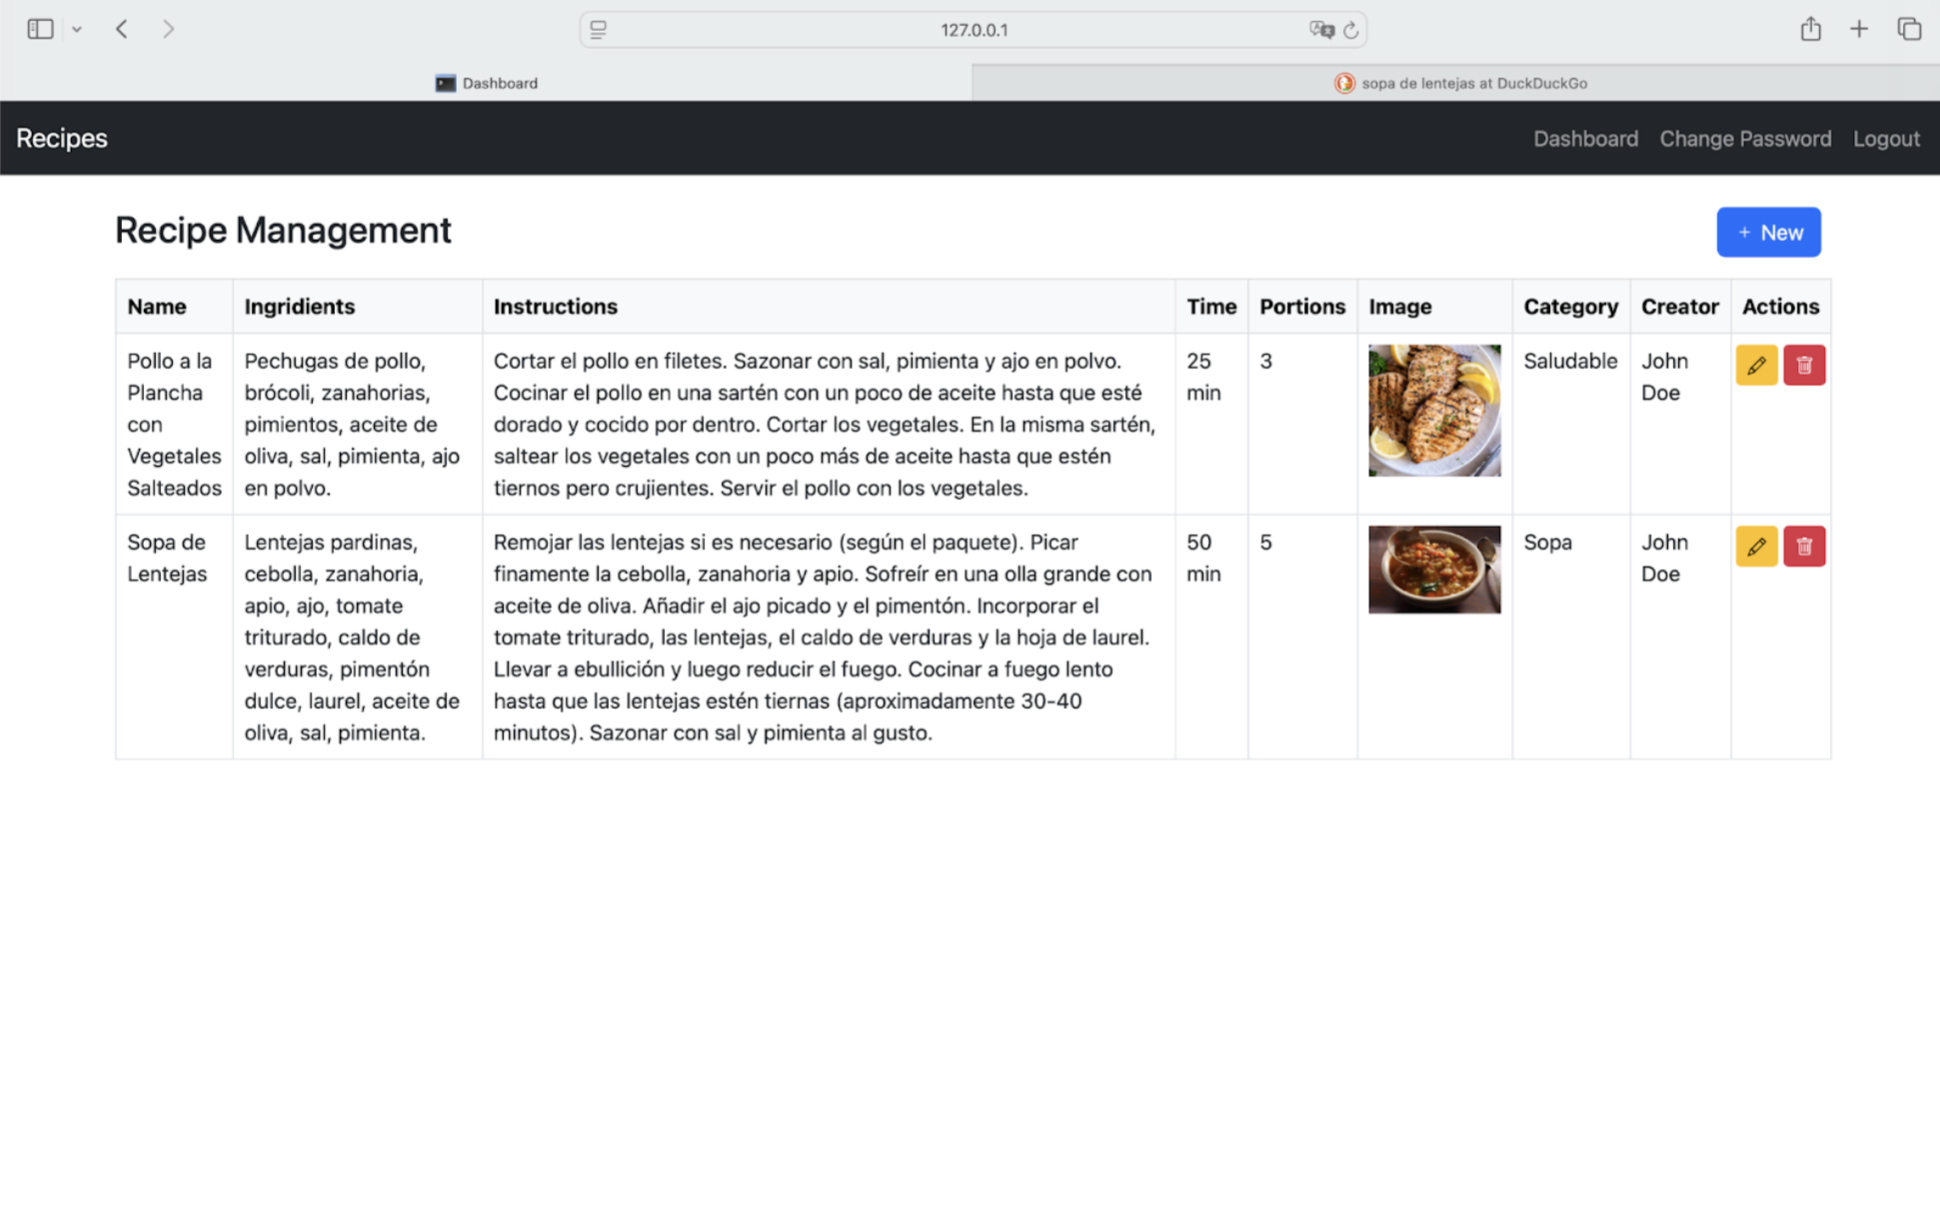 127.0.0.1
Dashboard
sopa de lentejas at DuckDuckGo
Recipes
Dashboard
Change Password
Logout
Recipe Management
+ New
Name
Ingridients
Instructions
Time
Portions
Image
Category
Creator
Actions
Pollo a la
Plancha
con
Vegetales
Salteados
Pechugas de pollo,
brócoli, zanahorias,
pimientos, aceite de
oliva, sal, pimienta, ajo
en polvo.
Cortar el pollo en filetes. Sazonar con sal, pimienta y ajo en polvo.
Cocinar el pollo en una sartén con un poco de aceite hasta que esté
dorado y cocido por dentro. Cortar los vegetales. En la misma sartén,
saltear los vegetales con un poco más de aceite hasta que estén
tiernos pero crujientes. Servir el pollo con los vegetales.
25
min
3
Saludable
John
Doe
Sopa de
Lentejas
Lentejas pardinas,
cebolla, zanahoria,
apio, ajo, tomate
triturado, caldo de
verduras, pimentón
dulce, laurel, aceite de
oliva, sal, pimienta.
Remojar las lentejas si es necesario (según el paquete). Picar
finamente la cebolla, zanahoria y apio. Sofreír en una olla grande con
aceite de oliva. Añadir el ajo picado y el pimentón. Incorporar el
tomate triturado, las lentejas, el caldo de verduras y la hoja de laurel.
Llevar a ebullición y luego reducir el fuego. Cocinar a fuego lento
hasta que las lentejas estén tiernas (aproximadamente 30-40
minutos). Sazonar con sal y pimienta al gusto.
50
min
5
Sopa
John
Doe